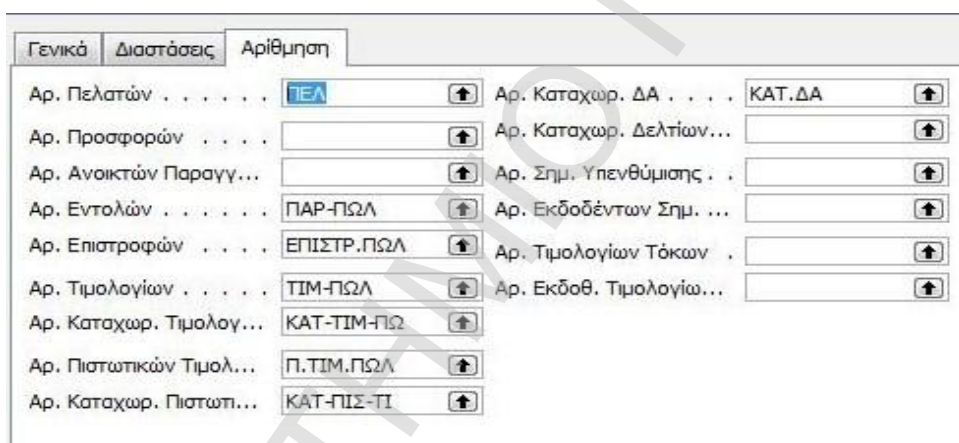 Γενικά Διαστάσεις Αρίθμηση
Αρ. Πελατών . . . . . . ΠΕΛ
Αρ. Προσφορών . . . .
Αρ. Ανοικτών Παραγγ...
Αρ. Εντολών . . . . . . ΠΑΡ-ΠΩΛ
Αρ. Επιστροφών . . . . ΕΠΙΣΤΡ.ΠΩΛ
Αρ. Τιμολογίων . . . . . ΤΙΜ-ΠΩΛ
Αρ. Καταχωρ. Τιμολογ... ΚΑΤ-ΤΙΜ-ΠΩ
Αρ. Πιστωτικών Τιμολ... Π.ΤΙΜ.ΠΩΛ
Αρ. Καταχωρ. Πιστωτι... ΚΑΤ-ΠΙΣ-ΤΙ
Αρ. Καταχωρ. ΔΑ . . . . ΚΑΤ.ΔΑ
Αρ. Καταχωρ. Δελτίων...
Αρ. Σημ. Υπενθύμισης . .
Αρ. Εκδοδέντων Σημ. ...
Αρ. Τιμολογίων Τόκων .
Αρ. Εκδοθ. Τιμολογίω...